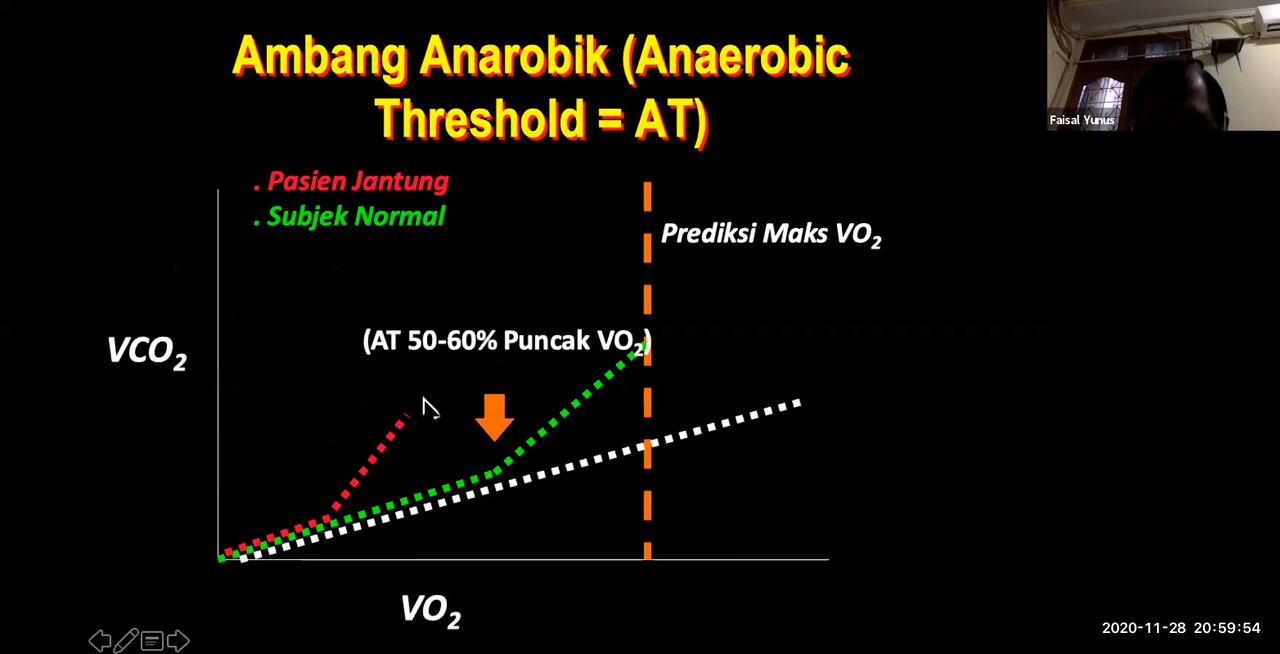 Ambang Anarobik (Anaerobic
Threshold = AT)
Faisal Yunus
. Pasien Jantung
. Subjek Normal
Prediksi Maks VO₂
(AT 50-60% Puncak VO₂)
VCO₂
VO₂
2020-11-28 20:59:54